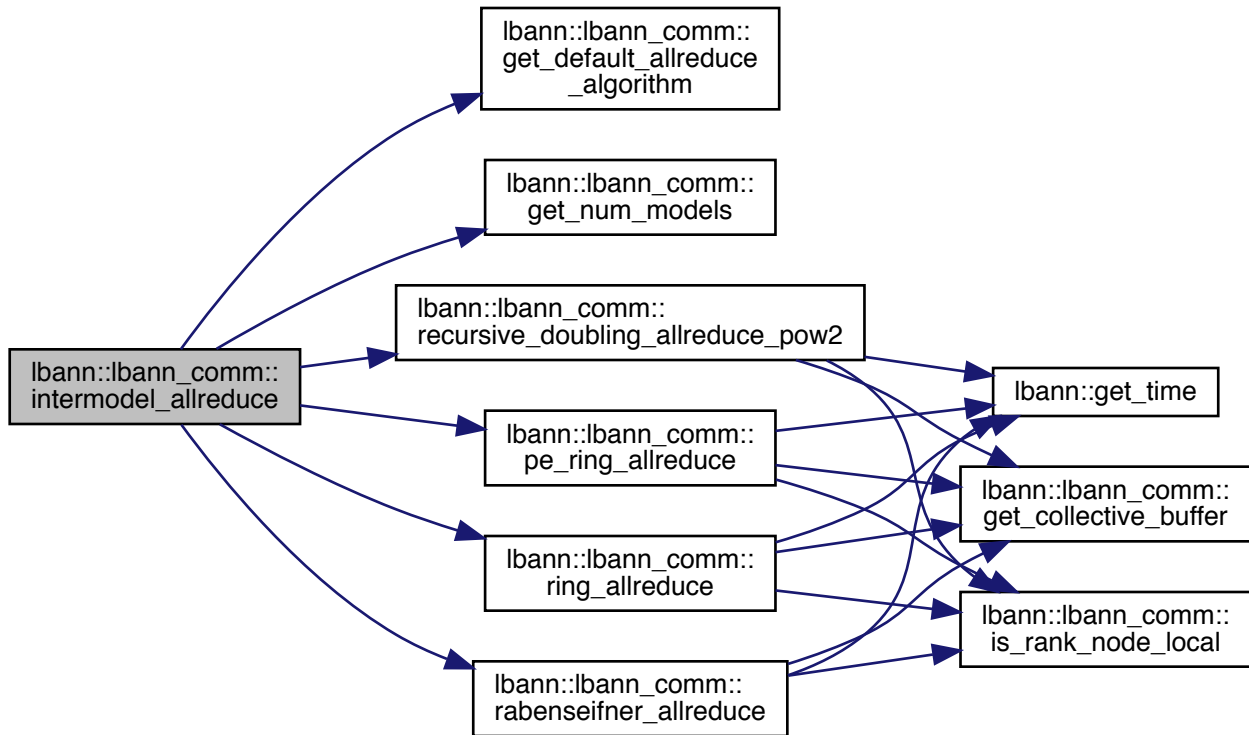 lbann::lbann_comm::
get_default_allreduce
_algorithm
lbann::lbann_comm::
get_num_models
lbann::lbann_comm::
recursive_doubling_allreduce_pow2
lbann::lbann_comm::
intermodel_allreduce
lbann::get_time
lbann::lbann_comm::
pe_ring_allreduce
lbann::lbann_comm::
get_collective_buffer
lbann::lbann_comm::
ring_allreduce
lbann::lbann_comm::
is_rank_node_local
lbann::lbann_comm::
rabenseifner_allreduce